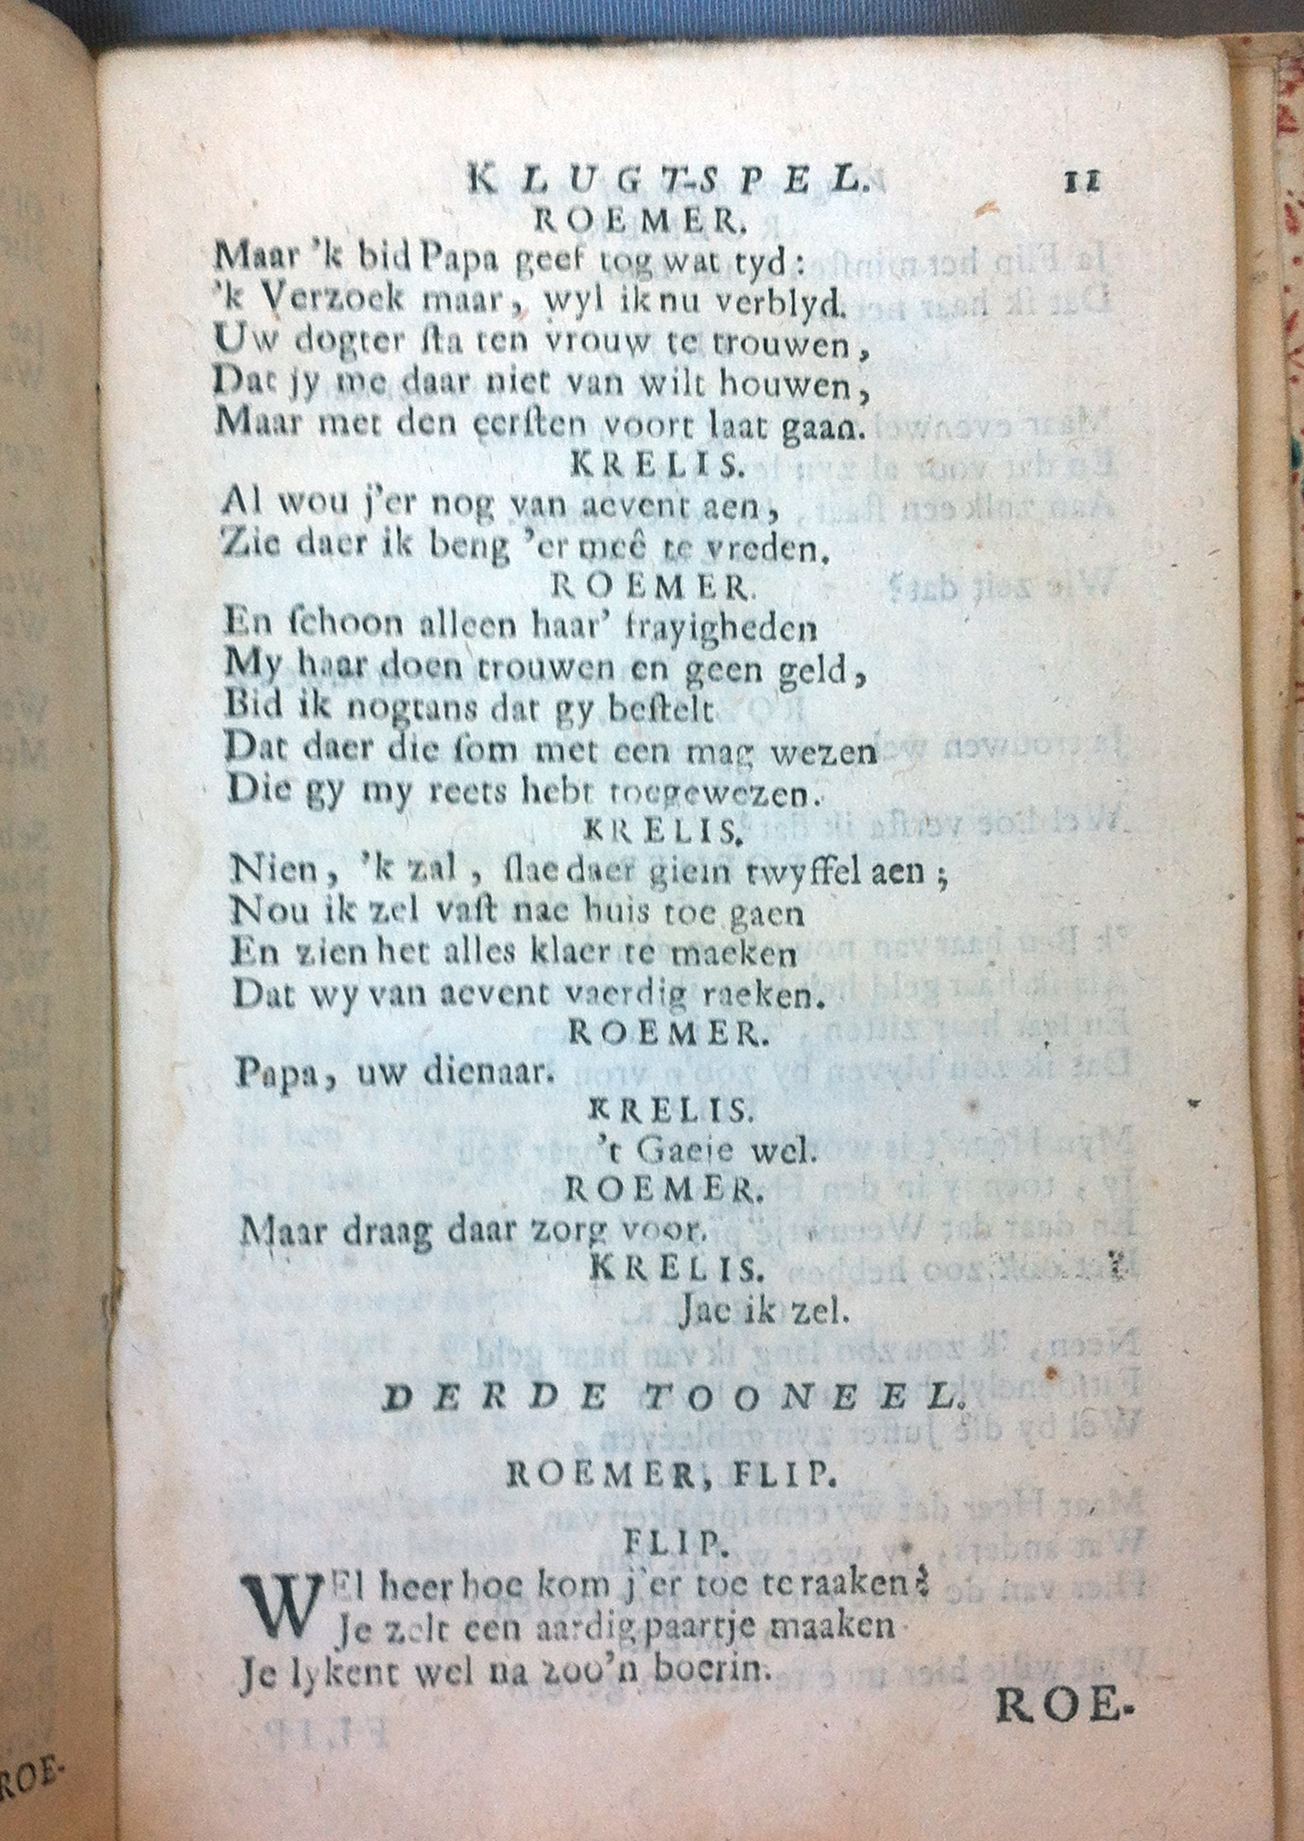 KLUGT-SPEL. 11
ROEMER.
Maar 'k bid Papa geef tog wat tyd:
'k Verzoek maar, wyl ik nu verblyd.
Uw dogter sta ten vrouw te trouwen,
Dat jy me daar niet van wilt houwen,
Maar met den eersten voort laat gaan.
KRELIS.
Al wou j'er nog van aevent aen,
Zie daer ik beng 'er meê te vreden.
ROEMER.
En schoon alleen haar' frayigheden
My haar doen trouwen en geen geld,
Bid ik nogtans dat gy bestelt
Dat daer die som met een mag wezen
Die gy my reets hebt toegewezen.
KRELIS.
Nien, 'k zal, slae daer giem twyffel aen;
Nou ik zel vast nae huis toe gaen
En zien het alles klaer te maeken
Dat wy van aevent vaerdig raeken.
ROEMER.
Papa, uw dienaar.
KRELIS.
't Gaeie wel.
ROEMER.
Maar draag daar zorg voor.
KRELIS.
Jae ik zel.
DERDE TOONEEL.
ROEMER, FLIP.
FLIP.
WEl heer hoe kom j'er toe te raaken?
Je zelt een aardig paartje maaken
Je lykent wel na zoo'n boerin.
ROE-
ROE-